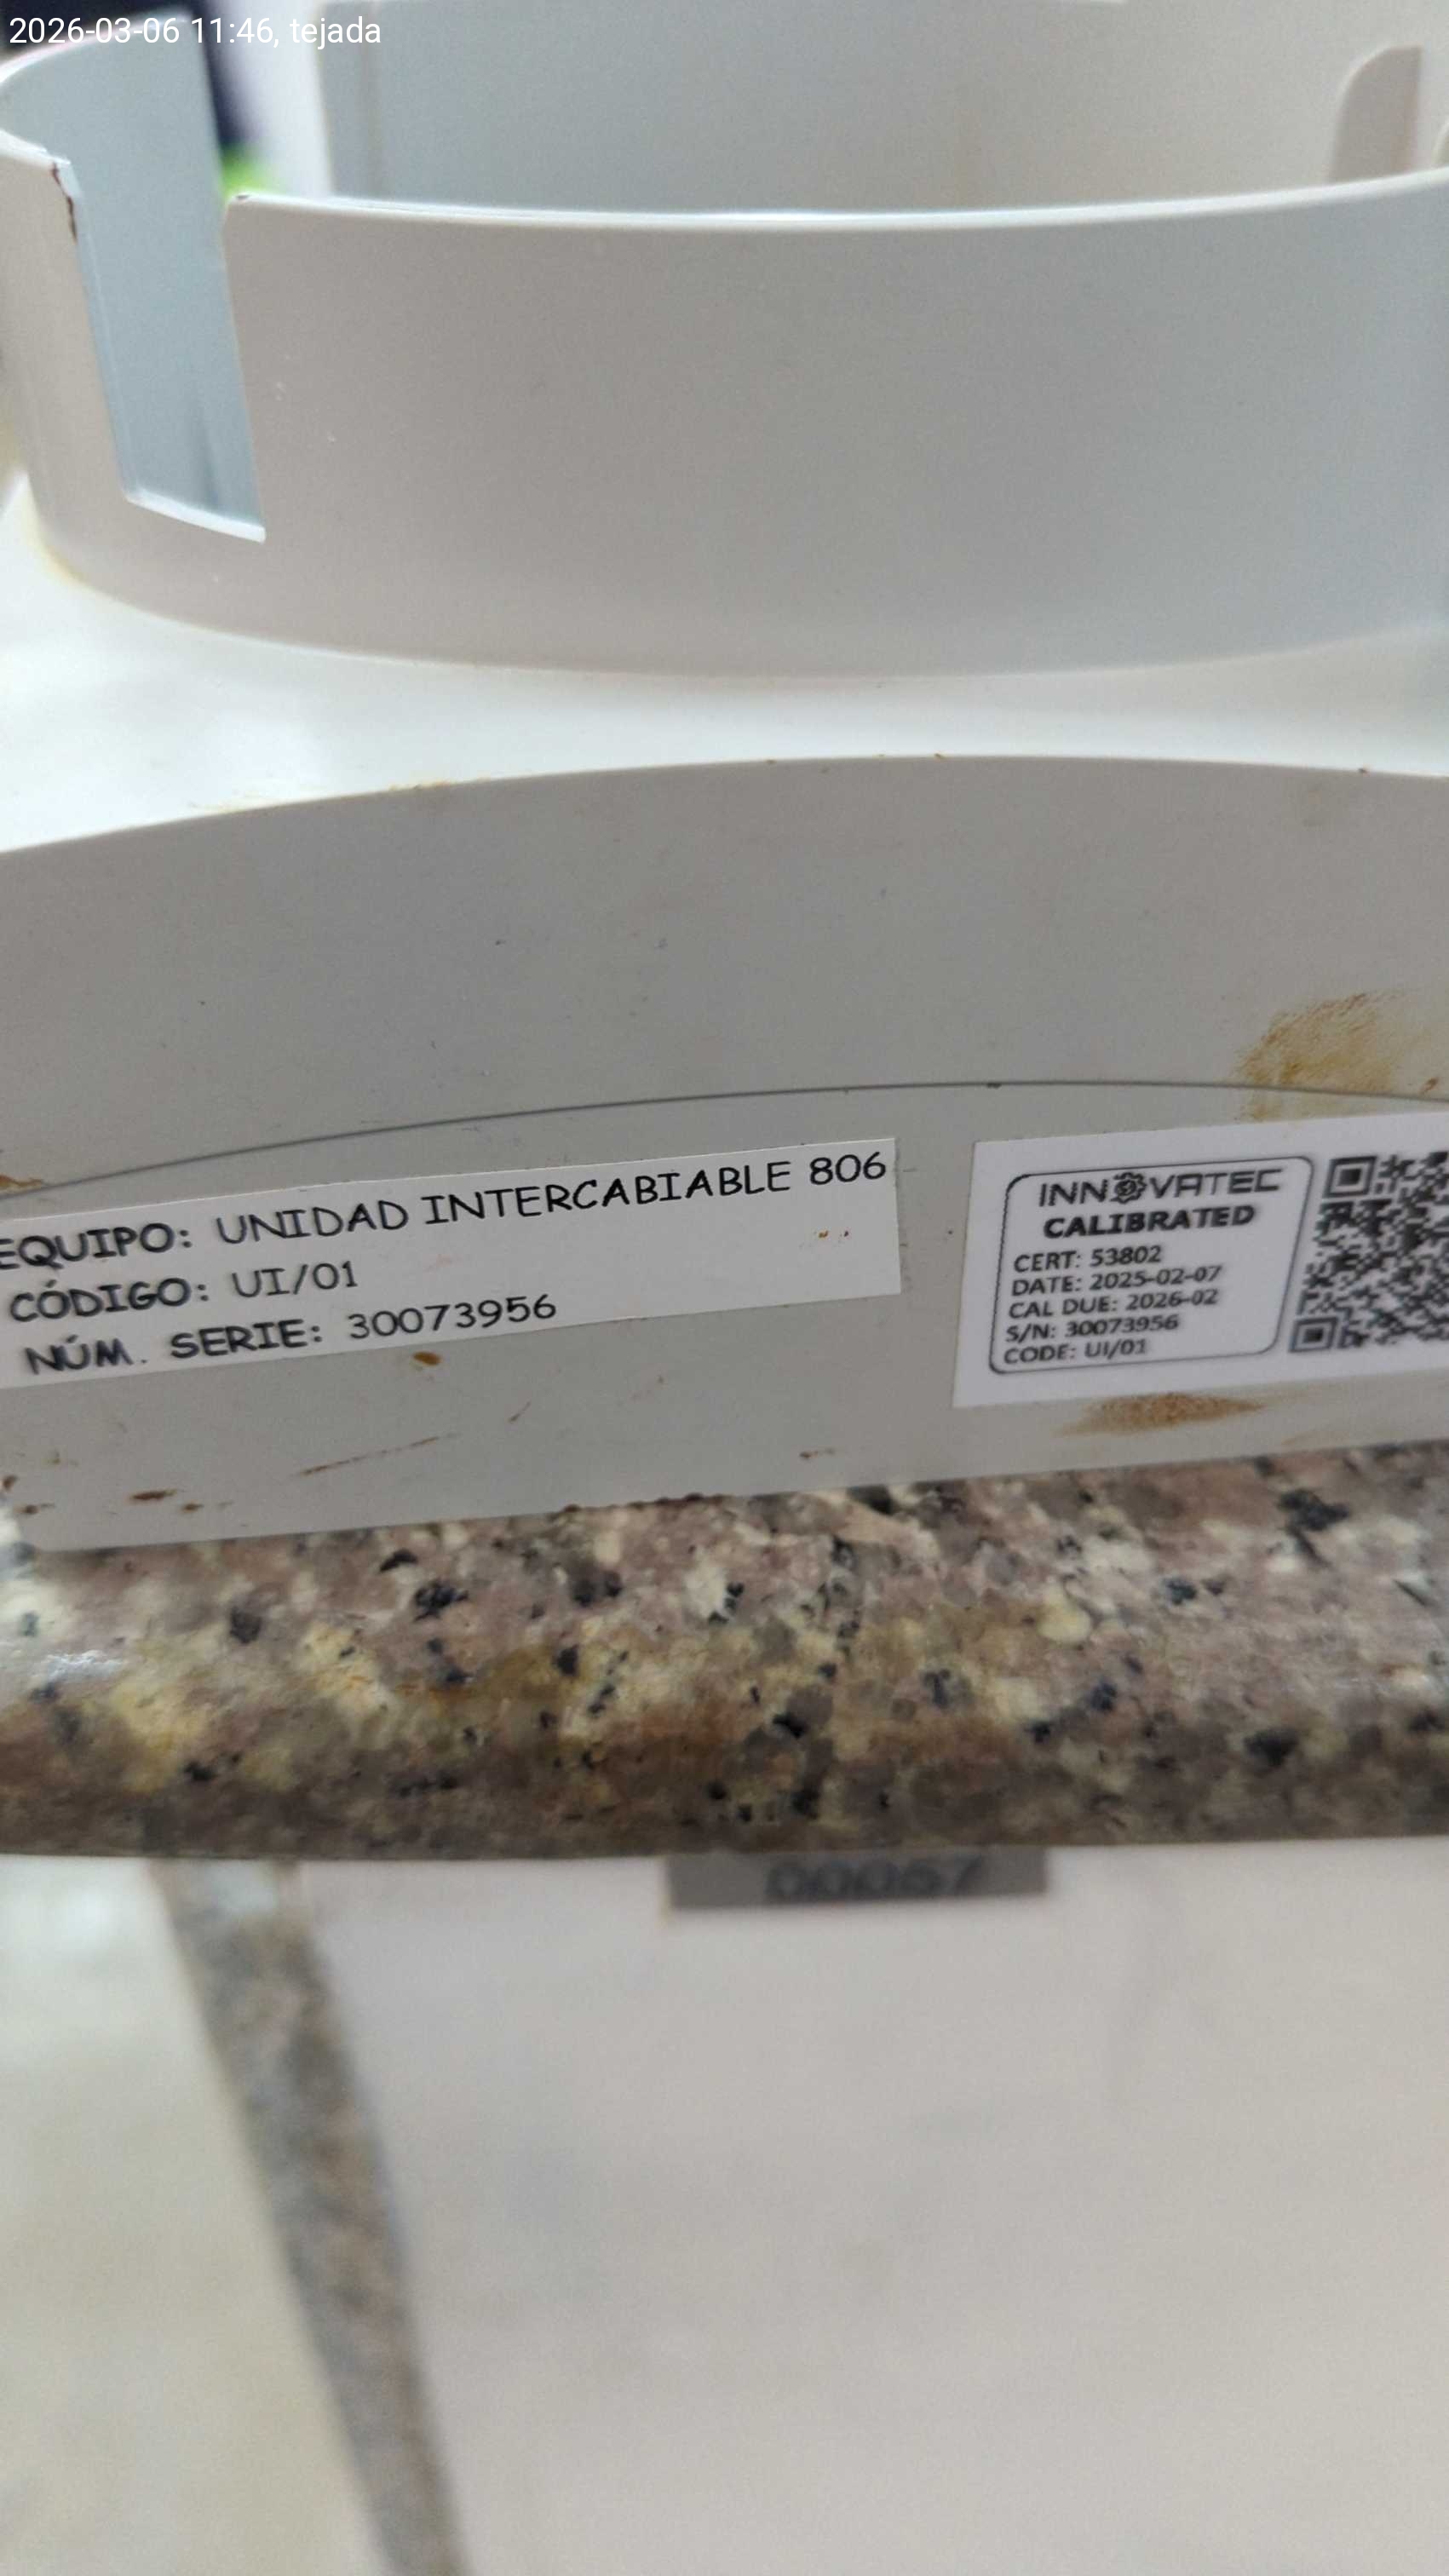 2026-03-06 11:46, tejada
EQUIPO: UNIDAD INTERCABIABLE 806
CÓDIGO: UI/01
NÚM. SERIE: 30073956
INNOVATEC
CALIBRATED
CERT: 53802
DATE: 2025-02-07
CAL DUE: 2026-02
S/N: 30073956
CODE: UI/01